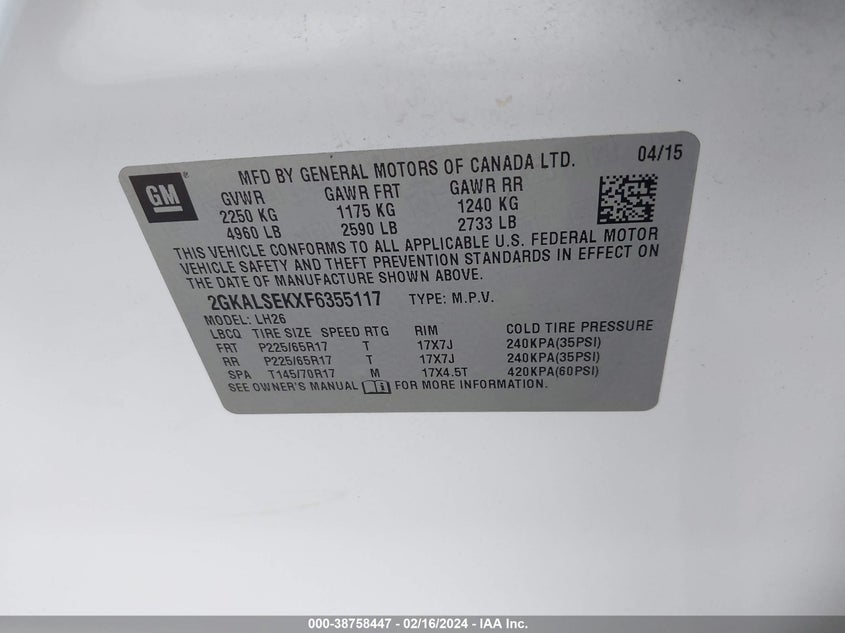 GM ®
MFD BY GENERAL MOTORS OF CANADA LTD. 04/15
GVWR GAWR FRT GAWR RR
2250 KG 1175 KG 1240 KG
4960 LB 2590 LB 2733 LB
THIS VEHICLE CONFORMS TO ALL APPLICABLE U.S. FEDERAL MOTOR
VEHICLE SAFETY AND THEFT PREVENTION STANDARDS IN EFFECT ON
THE DATE OF MANUFACTURE SHOWN ABOVE.
2GKALSEKXF6355117 TYPE: M.P.V.
MODEL: LH26
LBCQ TIRE SIZE SPEED RTG RIM COLD TIRE PRESSURE
FRT P225/65R17 T 17X7J 240KPA(35PSI)
RR P225/65R17 T 17X7J 240KPA(35PSI)
SPA T145/70R17 M 17X4.5T 420KPA(60PSI)
SEE OWNER'S MANUAL FOR MORE INFORMATION.
000-38758447 - 02/16/2024 - IAA Inc.